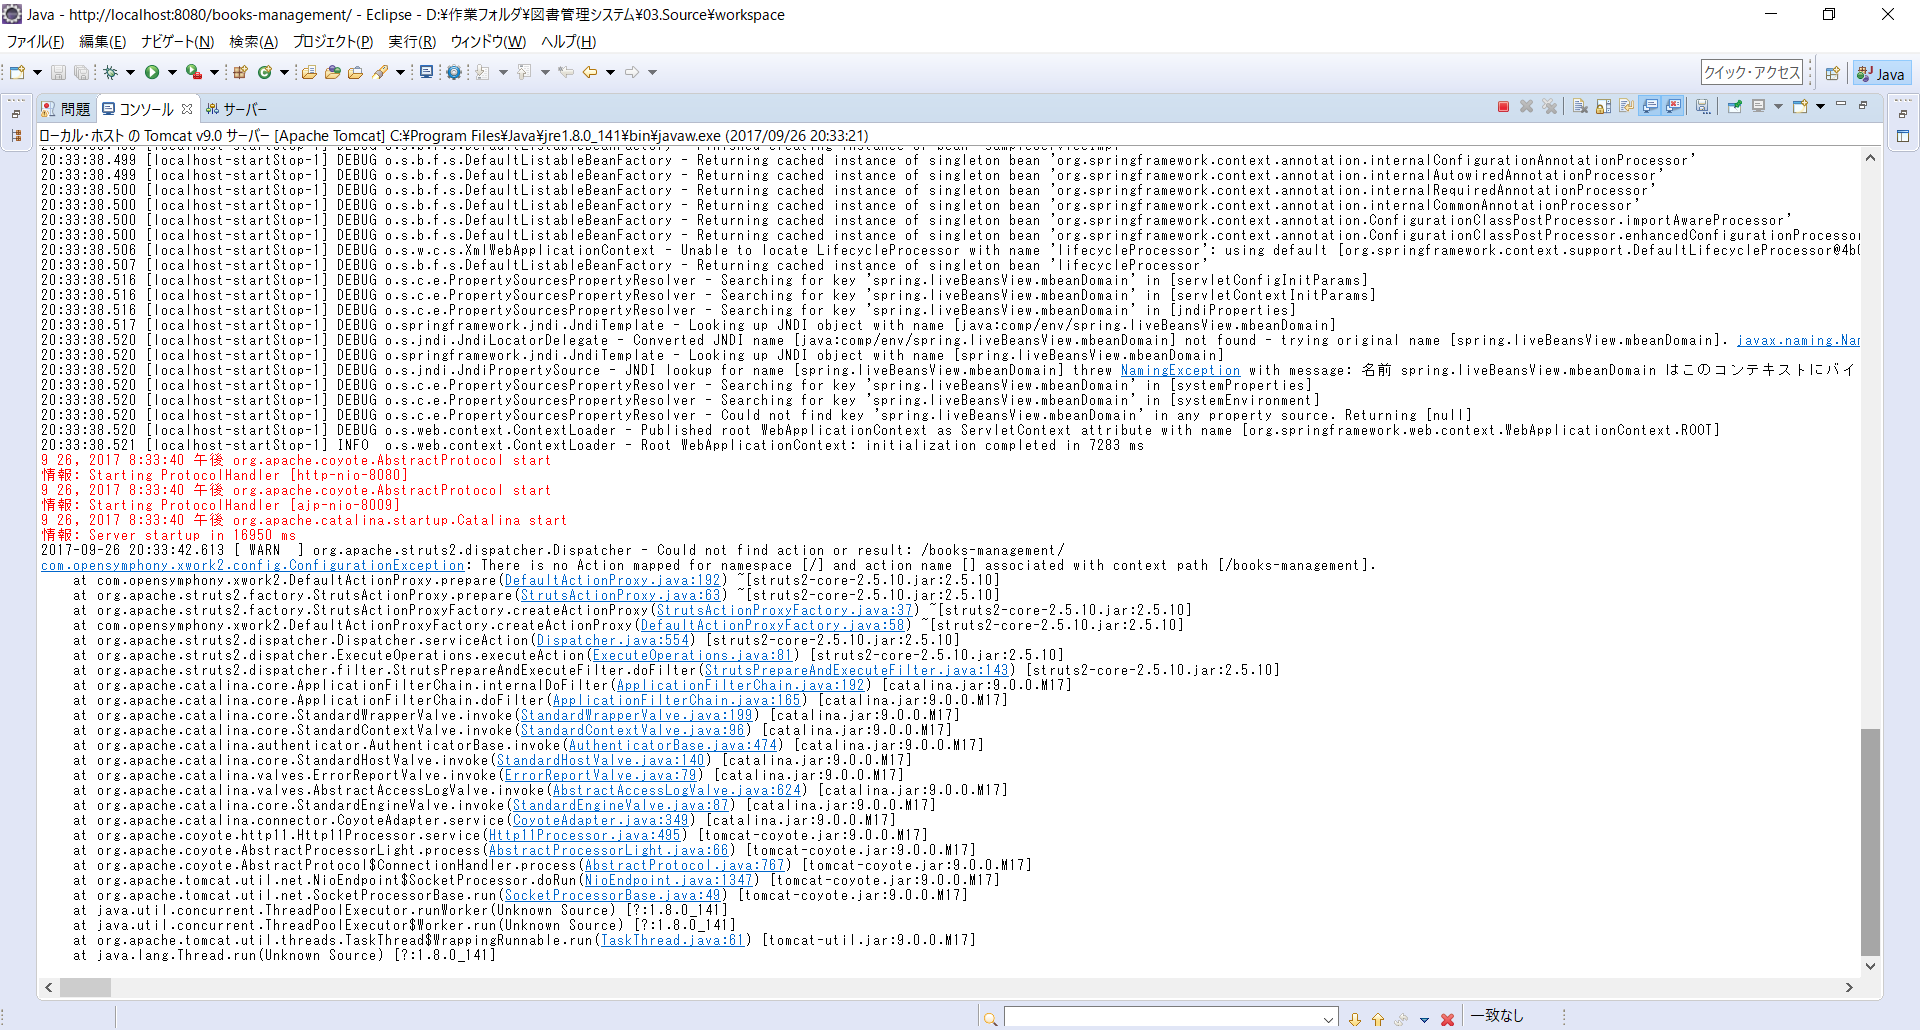 Java - http://localhost:8080/books-management/ - Eclipse - D:¥作業フォルダ¥図書管理システム¥03.Source¥workspace
ファイル(F) 編集(E) ナビゲート(N) 検索(A) プロジェクト(P) 実行(R) ウィンドウ(W) ヘルプ(H)
クイック・アクセス
Java
問題 コンソール サーバー
ローカル・ホスト の Tomcat v9.0 サーバー [Apache Tomcat] C:¥Program Files¥Java¥jre1.8.0_141¥bin¥javaw.exe (2017/09/26 20:33:21)
20:33:38.499 [localhost-startStop-1] DEBUG o.s.b.f.s.DefaultListableBeanFactory - Returning cached instance of singleton bean 'org.springframework.context.annotation.internalConfigurationAnnotationProcessor'
20:33:38.499 [localhost-startStop-1] DEBUG o.s.b.f.s.DefaultListableBeanFactory - Returning cached instance of singleton bean 'org.springframework.context.annotation.internalAutowiredAnnotationProcessor'
20:33:38.500 [localhost-startStop-1] DEBUG o.s.b.f.s.DefaultListableBeanFactory - Returning cached instance of singleton bean 'org.springframework.context.annotation.internalRequiredAnnotationProcessor'
20:33:38.500 [localhost-startStop-1] DEBUG o.s.b.f.s.DefaultListableBeanFactory - Returning cached instance of singleton bean 'org.springframework.context.annotation.internalCommonAnnotationProcessor'
20:33:38.500 [localhost-startStop-1] DEBUG o.s.b.f.s.DefaultListableBeanFactory - Returning cached instance of singleton bean 'org.springframework.context.annotation.ConfigurationClassPostProcessor.importAwareProcessor'
20:33:38.500 [localhost-startStop-1] DEBUG o.s.b.f.s.DefaultListableBeanFactory - Returning cached instance of singleton bean 'org.springframework.context.annotation.ConfigurationClassPostProcessor.enhancedConfigurationProcessor
20:33:38.506 [localhost-startStop-1] DEBUG o.s.w.c.s.XmlWebApplicationContext - Unable to locate LifecycleProcessor with name 'lifecycleProcessor': using default [org.springframework.context.support.DefaultLifecycleProcessor@4b
20:33:38.507 [localhost-startStop-1] DEBUG o.s.b.f.s.DefaultListableBeanFactory - Returning cached instance of singleton bean 'lifecycleProcessor'
20:33:38.516 [localhost-startStop-1] DEBUG o.s.c.e.PropertySourcesPropertyResolver - Searching for key 'spring.liveBeansView.mbeanDomain' in [servletConfigInitParams]
20:33:38.516 [localhost-startStop-1] DEBUG o.s.c.e.PropertySourcesPropertyResolver - Searching for key 'spring.liveBeansView.mbeanDomain' in [servletContextInitParams]
20:33:38.516 [localhost-startStop-1] DEBUG o.s.c.e.PropertySourcesPropertyResolver - Searching for key 'spring.liveBeansView.mbeanDomain' in [jndiProperties]
20:33:38.517 [localhost-startStop-1] DEBUG o.springframework.jndi.JndiTemplate - Looking up JNDI object with name [java:comp/env/spring.liveBeansView.mbeanDomain]
20:33:38.520 [localhost-startStop-1] DEBUG o.s.jndi.JndiLocatorDelegate - Converted JNDI name [java:comp/env/spring.liveBeansView.mbeanDomain] not found - trying original name [spring.liveBeansView.mbeanDomain]. javax.naming.Nam
20:33:38.520 [localhost-startStop-1] DEBUG o.springframework.jndi.JndiTemplate - Looking up JNDI object with name [spring.liveBeansView.mbeanDomain]
20:33:38.520 [localhost-startStop-1] DEBUG o.s.jndi.JndiPropertySource - JNDI lookup for name [spring.liveBeansView.mbeanDomain] threw NamingException with message: 名前 spring.liveBeansView.mbeanDomain はこのコンテキストにバイ
20:33:38.520 [localhost-startStop-1] DEBUG o.s.c.e.PropertySourcesPropertyResolver - Searching for key 'spring.liveBeansView.mbeanDomain' in [systemProperties]
20:33:38.520 [localhost-startStop-1] DEBUG o.s.c.e.PropertySourcesPropertyResolver - Searching for key 'spring.liveBeansView.mbeanDomain' in [systemEnvironment]
20:33:38.520 [localhost-startStop-1] DEBUG o.s.c.e.PropertySourcesPropertyResolver - Could not find key 'spring.liveBeansView.mbeanDomain' in any property source. Returning [null]
20:33:38.520 [localhost-startStop-1] DEBUG o.s.web.context.ContextLoader - Published root WebApplicationContext as ServletContext attribute with name [org.springframework.web.context.WebApplicationContext.ROOT]
20:33:38.521 [localhost-startStop-1] INFO  o.s.web.context.ContextLoader - Root WebApplicationContext: initialization completed in 7283 ms
9 26, 2017 8:33:40 午後 org.apache.coyote.AbstractProtocol start
情報: Starting ProtocolHandler [http-nio-8080]
9 26, 2017 8:33:40 午後 org.apache.coyote.AbstractProtocol start
情報: Starting ProtocolHandler [ajp-nio-8009]
9 26, 2017 8:33:40 午後 org.apache.catalina.startup.Catalina start
情報: Server startup in 16950 ms
2017-09-26 20:33:42.613 [ WARN  ] org.apache.struts2.dispatcher.Dispatcher - Could not find action or result: /books-management/
com.opensymphony.xwork2.config.ConfigurationException: There is no Action mapped for namespace [/] and action name [] associated with context path [/books-management].
at com.opensymphony.xwork2.DefaultActionProxy.prepare(DefaultActionProxy.java:192) ~[struts2-core-2.5.10.jar:2.5.10]
at org.apache.struts2.factory.StrutsActionProxy.prepare(StrutsActionProxy.java:63) ~[struts2-core-2.5.10.jar:2.5.10]
at org.apache.struts2.factory.StrutsActionProxyFactory.createActionProxy(StrutsActionProxyFactory.java:37) ~[struts2-core-2.5.10.jar:2.5.10]
at com.opensymphony.xwork2.DefaultActionProxyFactory.createActionProxy(DefaultActionProxyFactory.java:58) ~[struts2-core-2.5.10.jar:2.5.10]
at org.apache.struts2.dispatcher.Dispatcher.serviceAction(Dispatcher.java:554) [struts2-core-2.5.10.jar:2.5.10]
at org.apache.struts2.dispatcher.ExecuteOperations.executeAction(ExecuteOperations.java:81) [struts2-core-2.5.10.jar:2.5.10]
at org.apache.struts2.dispatcher.filter.StrutsPrepareAndExecuteFilter.doFilter(StrutsPrepareAndExecuteFilter.java:143) [struts2-core-2.5.10.jar:2.5.10]
at org.apache.catalina.core.ApplicationFilterChain.internalDoFilter(ApplicationFilterChain.java:192) [catalina.jar:9.0.0.M17]
at org.apache.catalina.core.ApplicationFilterChain.doFilter(ApplicationFilterChain.java:165) [catalina.jar:9.0.0.M17]
at org.apache.catalina.core.StandardWrapperValve.invoke(StandardWrapperValve.java:199) [catalina.jar:9.0.0.M17]
at org.apache.catalina.core.StandardContextValve.invoke(StandardContextValve.java:96) [catalina.jar:9.0.0.M17]
at org.apache.catalina.authenticator.AuthenticatorBase.invoke(AuthenticatorBase.java:474) [catalina.jar:9.0.0.M17]
at org.apache.catalina.core.StandardHostValve.invoke(StandardHostValve.java:140) [catalina.jar:9.0.0.M17]
at org.apache.catalina.valves.ErrorReportValve.invoke(ErrorReportValve.java:79) [catalina.jar:9.0.0.M17]
at org.apache.catalina.valves.AbstractAccessLogValve.invoke(AbstractAccessLogValve.java:624) [catalina.jar:9.0.0.M17]
at org.apache.catalina.core.StandardEngineValve.invoke(StandardEngineValve.java:87) [catalina.jar:9.0.0.M17]
at org.apache.catalina.connector.CoyoteAdapter.service(CoyoteAdapter.java:349) [catalina.jar:9.0.0.M17]
at org.apache.coyote.http11.Http11Processor.service(Http11Processor.java:495) [tomcat-coyote.jar:9.0.0.M17]
at org.apache.coyote.AbstractProcessorLight.process(AbstractProcessorLight.java:66) [tomcat-coyote.jar:9.0.0.M17]
at org.apache.coyote.AbstractProtocol$ConnectionHandler.process(AbstractProtocol.java:767) [tomcat-coyote.jar:9.0.0.M17]
at org.apache.tomcat.util.net.NioEndpoint$SocketProcessor.doRun(NioEndpoint.java:1347) [tomcat-coyote.jar:9.0.0.M17]
at org.apache.tomcat.util.net.SocketProcessorBase.run(SocketProcessorBase.java:49) [tomcat-coyote.jar:9.0.0.M17]
at java.util.concurrent.ThreadPoolExecutor.runWorker(Unknown Source) [?:1.8.0_141]
at java.util.concurrent.ThreadPoolExecutor$Worker.run(Unknown Source) [?:1.8.0_141]
at org.apache.tomcat.util.threads.TaskThread$WrappingRunnable.run(TaskThread.java:61) [tomcat-util.jar:9.0.0.M17]
at java.lang.Thread.run(Unknown Source) [?:1.8.0_141]
一致なし